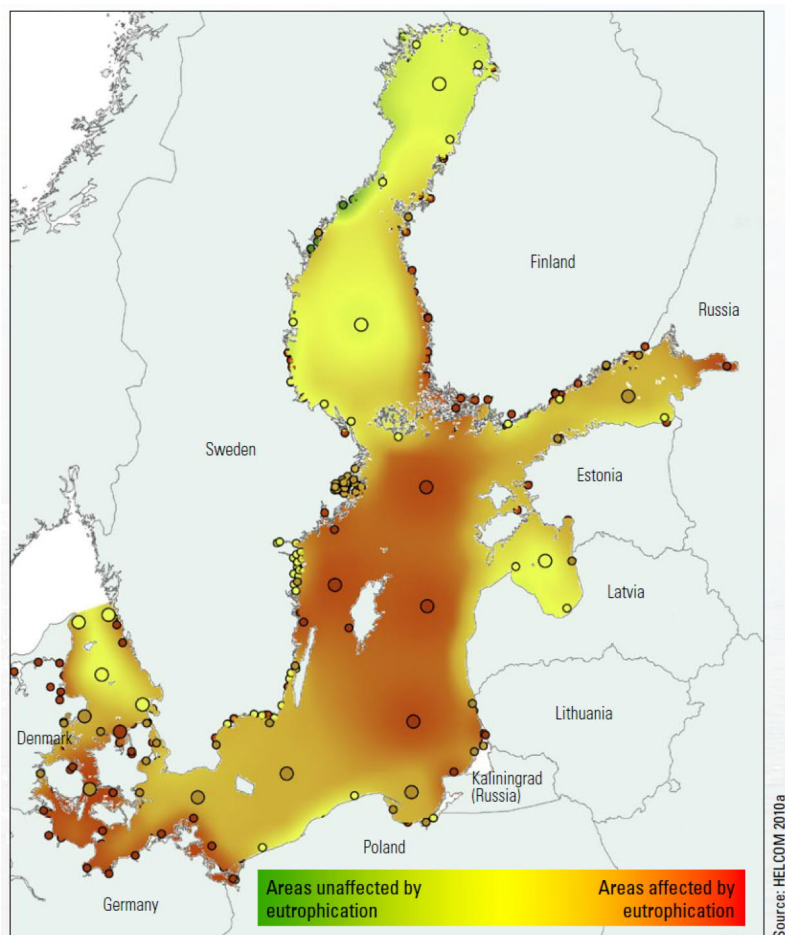 Finland
Russia
Sweden
Estonia
Latvia
Lithuania
Denmark
Kaliningrad
(Russia)
Poland
Germany
Areas unaffected by
eutrophication
Areas affected by
eutrophication
Source: HELCOM 2010a